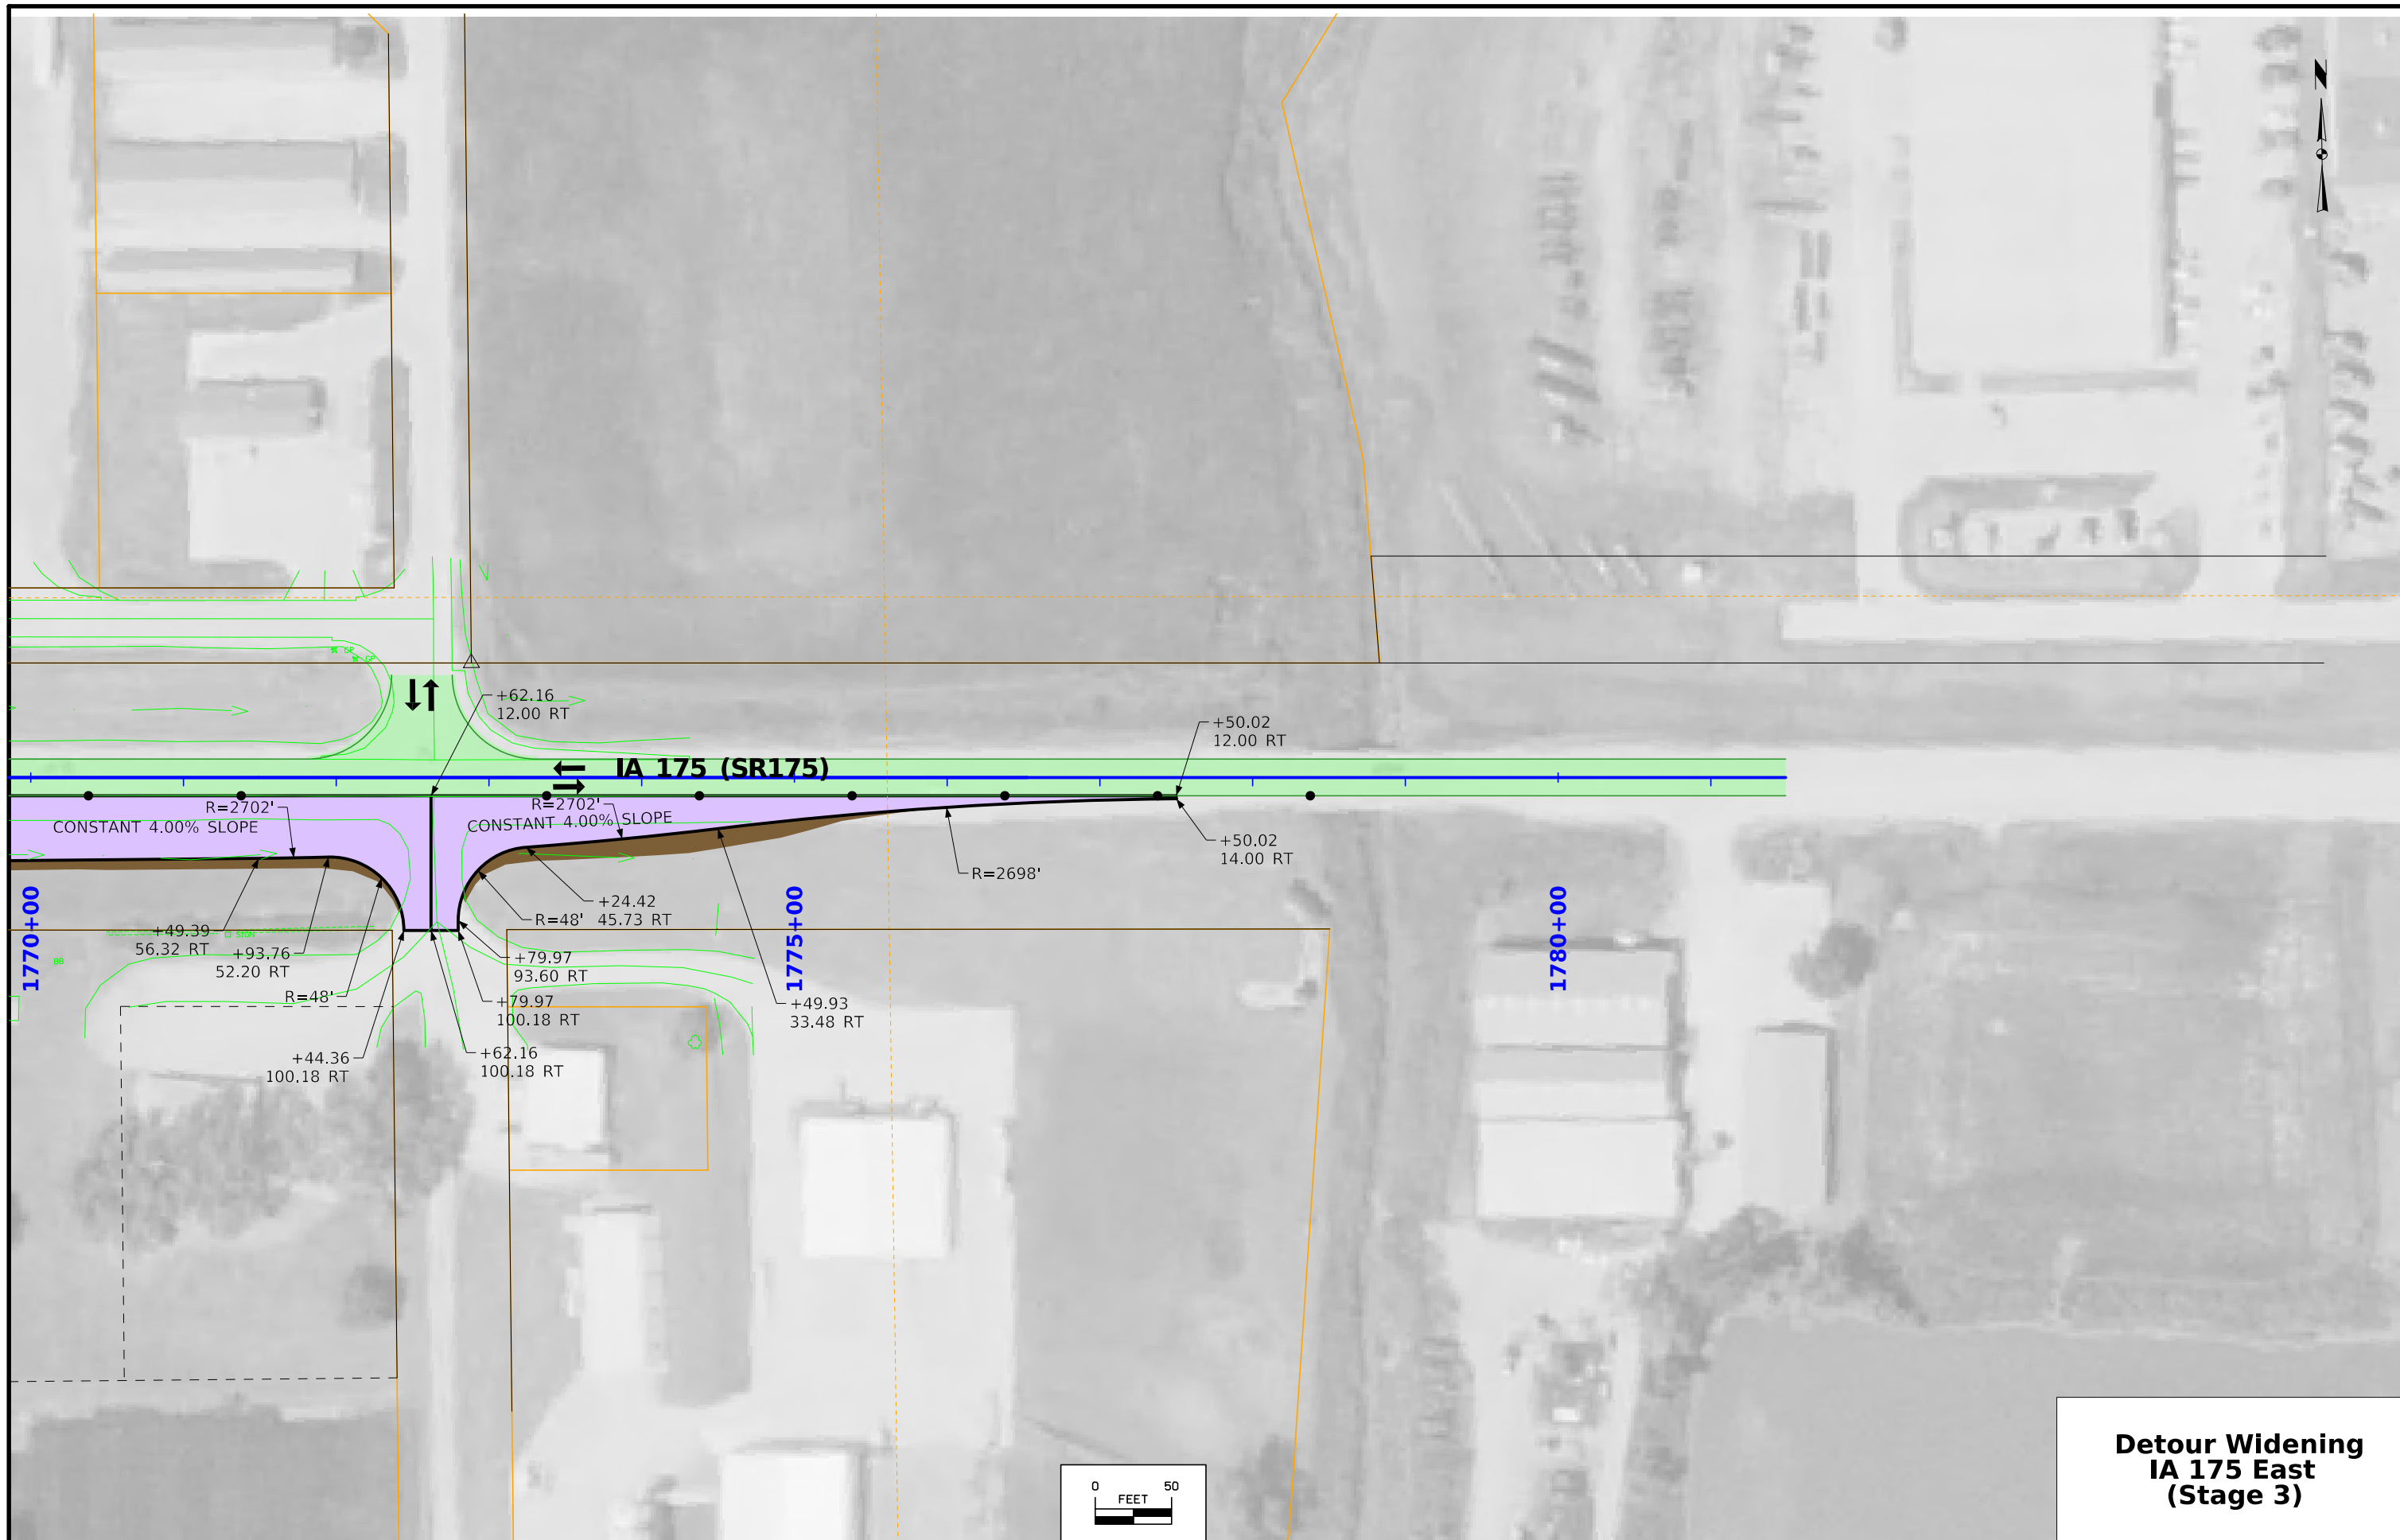 N
GP
GP
+62.16
12.00 RT
+50.02
12.00 RT
IA 175 (SR175)
R=2702'
CONSTANT 4.00% SLOPE
R=2702'
CONSTANT 4.00% SLOPE
+50.02
14.00 RT
R=2698'
+24.42
45.73 RT
R=48'
1770+00
1775+00
1780+00
+49.39
56.32 RT
SIGN
+93.76
52.20 RT
BB
R=48'
+79.97
93.60 RT
+79.97
100.18 RT
+49.93
33.48 RT
+44.36
100.18 RT
+62.16
100.18 RT
0 50
FEET
Detour Widening
IA 175 East
(Stage 3)